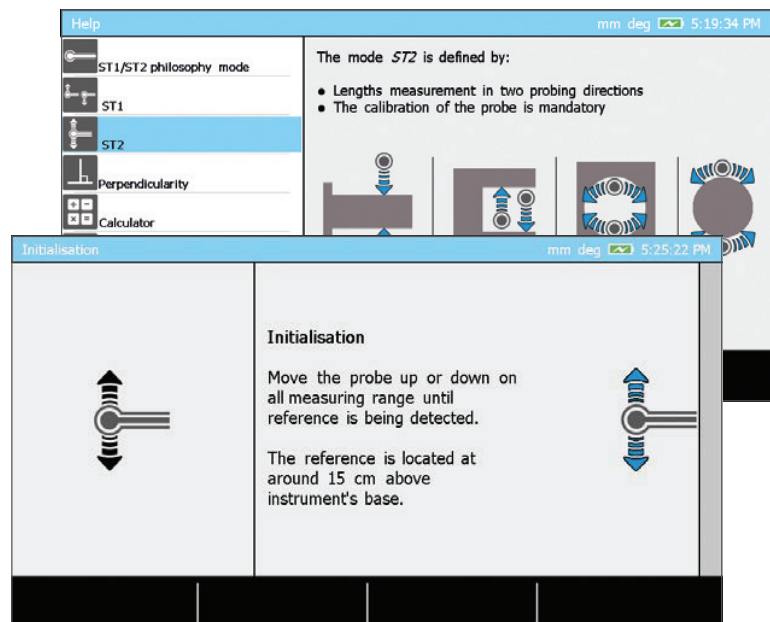 Help
mm deg 5:19:34 PM
ST1/ST2 philosophy mode
ST1
ST2
Perpendicularity
Calculator
The mode ST2 is defined by:
• Lengths measurement in two probing directions
• The calibration of the probe is mandatory
Initialisation
mm deg 5:25:22 PM
Initialisation
Move the probe up or down on
all measuring range until
reference is being detected.
The reference is located at
around 15 cm above
instrument's base.